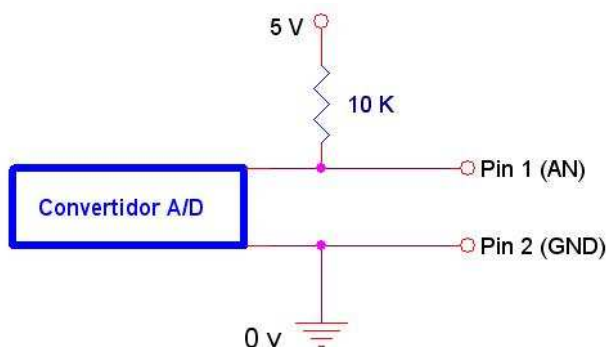 5 V
10 K
Pin 1 (AN)
Convertidor A/D
Pin 2 (GND)
0 v